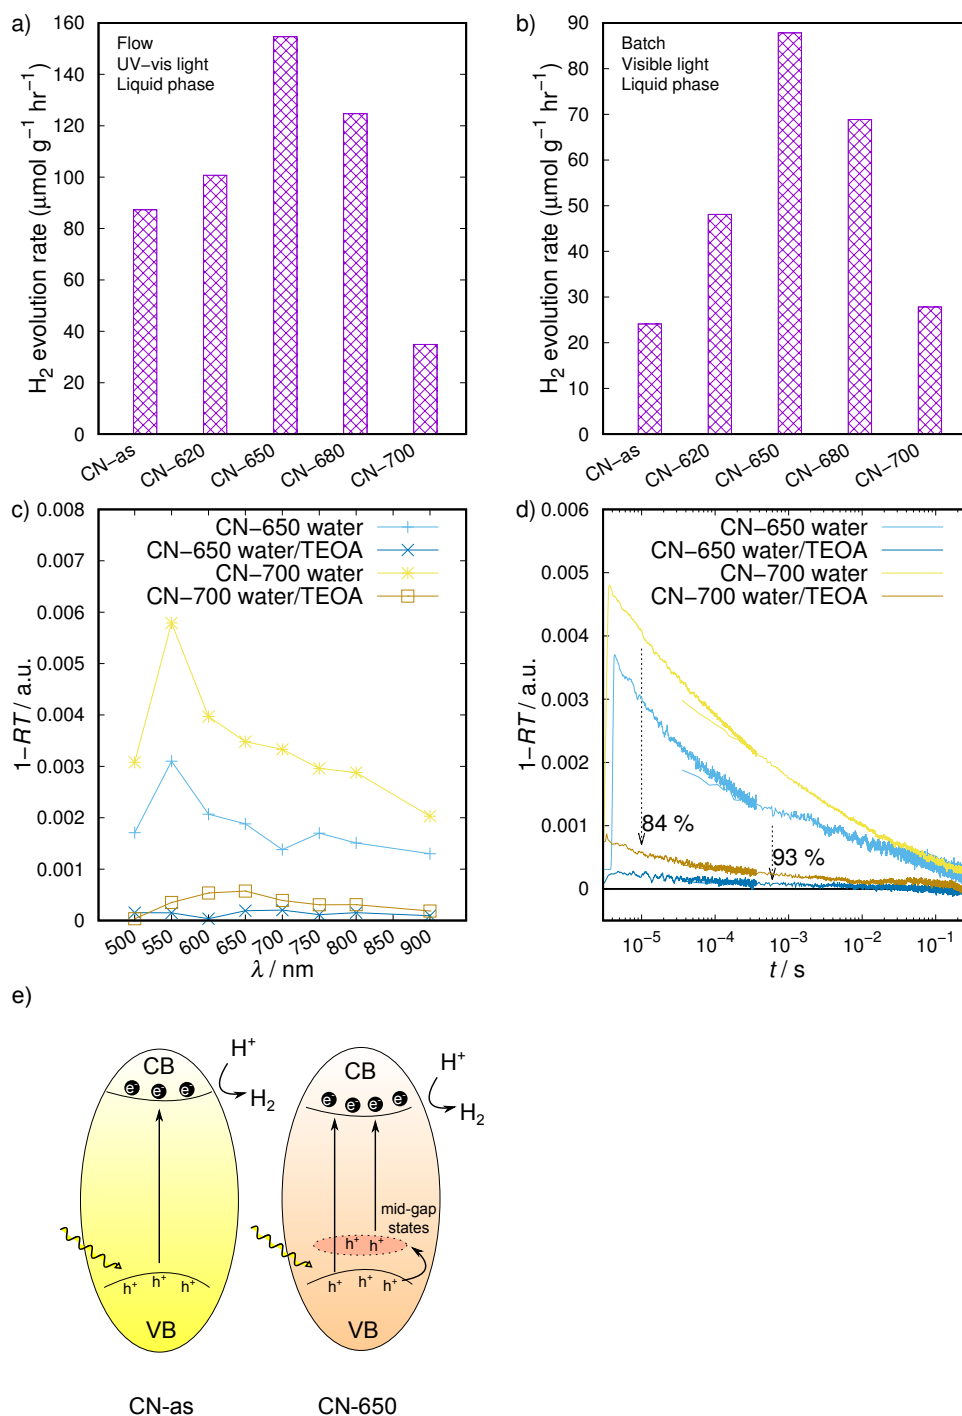 a)
H₂ evolution rate (μmol g⁻¹ hr⁻¹)
160
140
120
100
80
60
40
20
0
Flow
UV−vis light
Liquid phase
CN−as
CN−620
CN−650
CN−680
CN−700
b)
H₂ evolution rate (μmol g⁻¹ hr⁻¹)
90
80
70
60
50
40
30
20
10
0
Batch
Visible light
Liquid phase
CN−as
CN−620
CN−650
CN−680
CN−700
c)
1−RT / a.u.
0.008
0.007
0.006
0.005
0.004
0.003
0.002
0.001
0
CN−650 water
CN−650 water/TEOA
CN−700 water
CN−700 water/TEOA
500
550
600
650
700
750
800
850
900
λ / nm
d)
1−RT / a.u.
0.006
0.005
0.004
0.003
0.002
0.001
0
CN−650 water
CN−650 water/TEOA
CN−700 water
CN−700 water/TEOA
84 %
93 %
10⁻⁵
10⁻⁴
10⁻³
10⁻²
10⁻¹
t / s
e)
CB
e⁻ e⁻ e⁻
H⁺
H₂
h⁺ h⁺ h⁺
VB
CN-as
CB
e⁻ e⁻ e⁻ e⁻
H⁺
H₂
mid-gap
states
h⁺ h⁺
h⁺ h⁺ h⁺
VB
CN-650